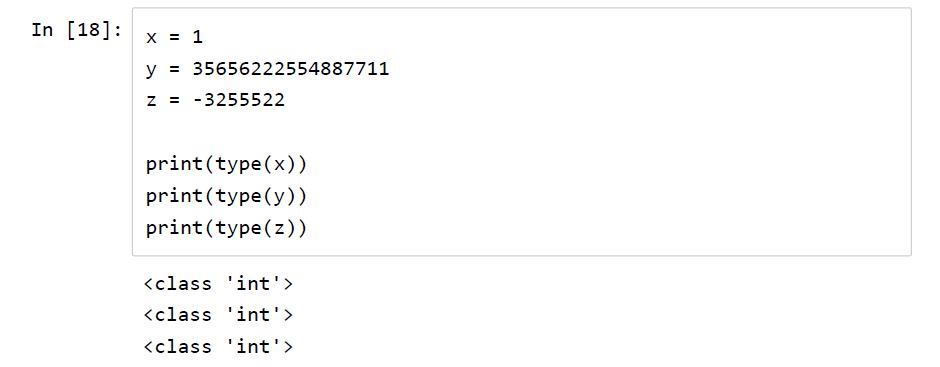 In [18]:
x = 1
y = 35656222554887711
z = -3255522
print(type(x))
print(type(y))
print(type(z))
<class 'int'>
<class 'int'>
<class 'int'>